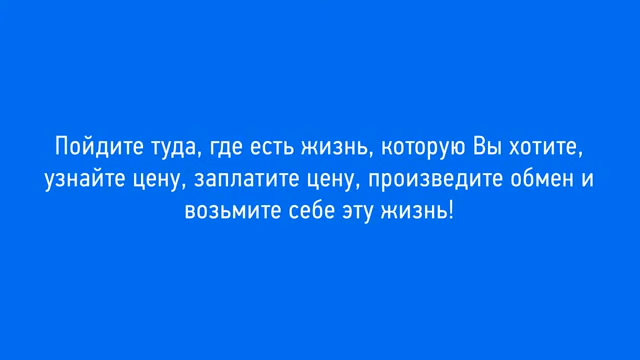 Пойдите туда, где есть жизнь, которую Вы хотите,
узнайте цену, заплатите цену, произведите обмен и
возьмите себе эту жизнь!